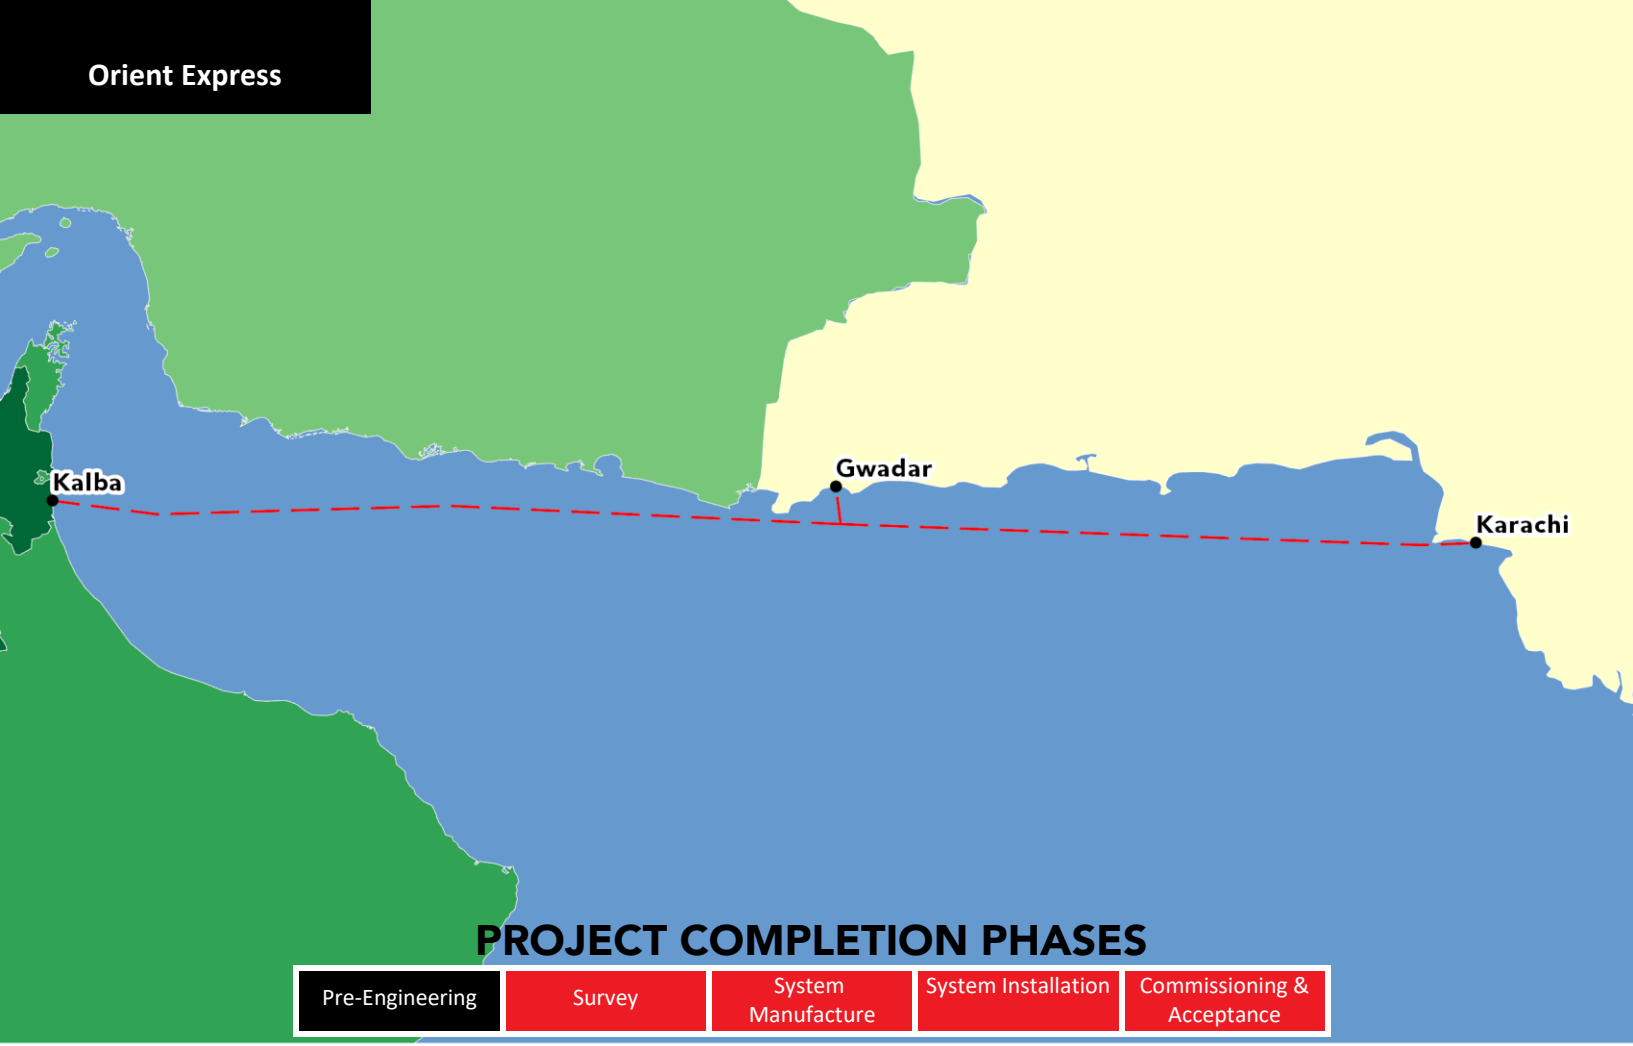 Orient Express
Kalba
Gwadar
Karachi
PROJECT COMPLETION PHASES
Pre-Engineering
Survey
System
Manufacture
System Installation
Commissioning &
Acceptance